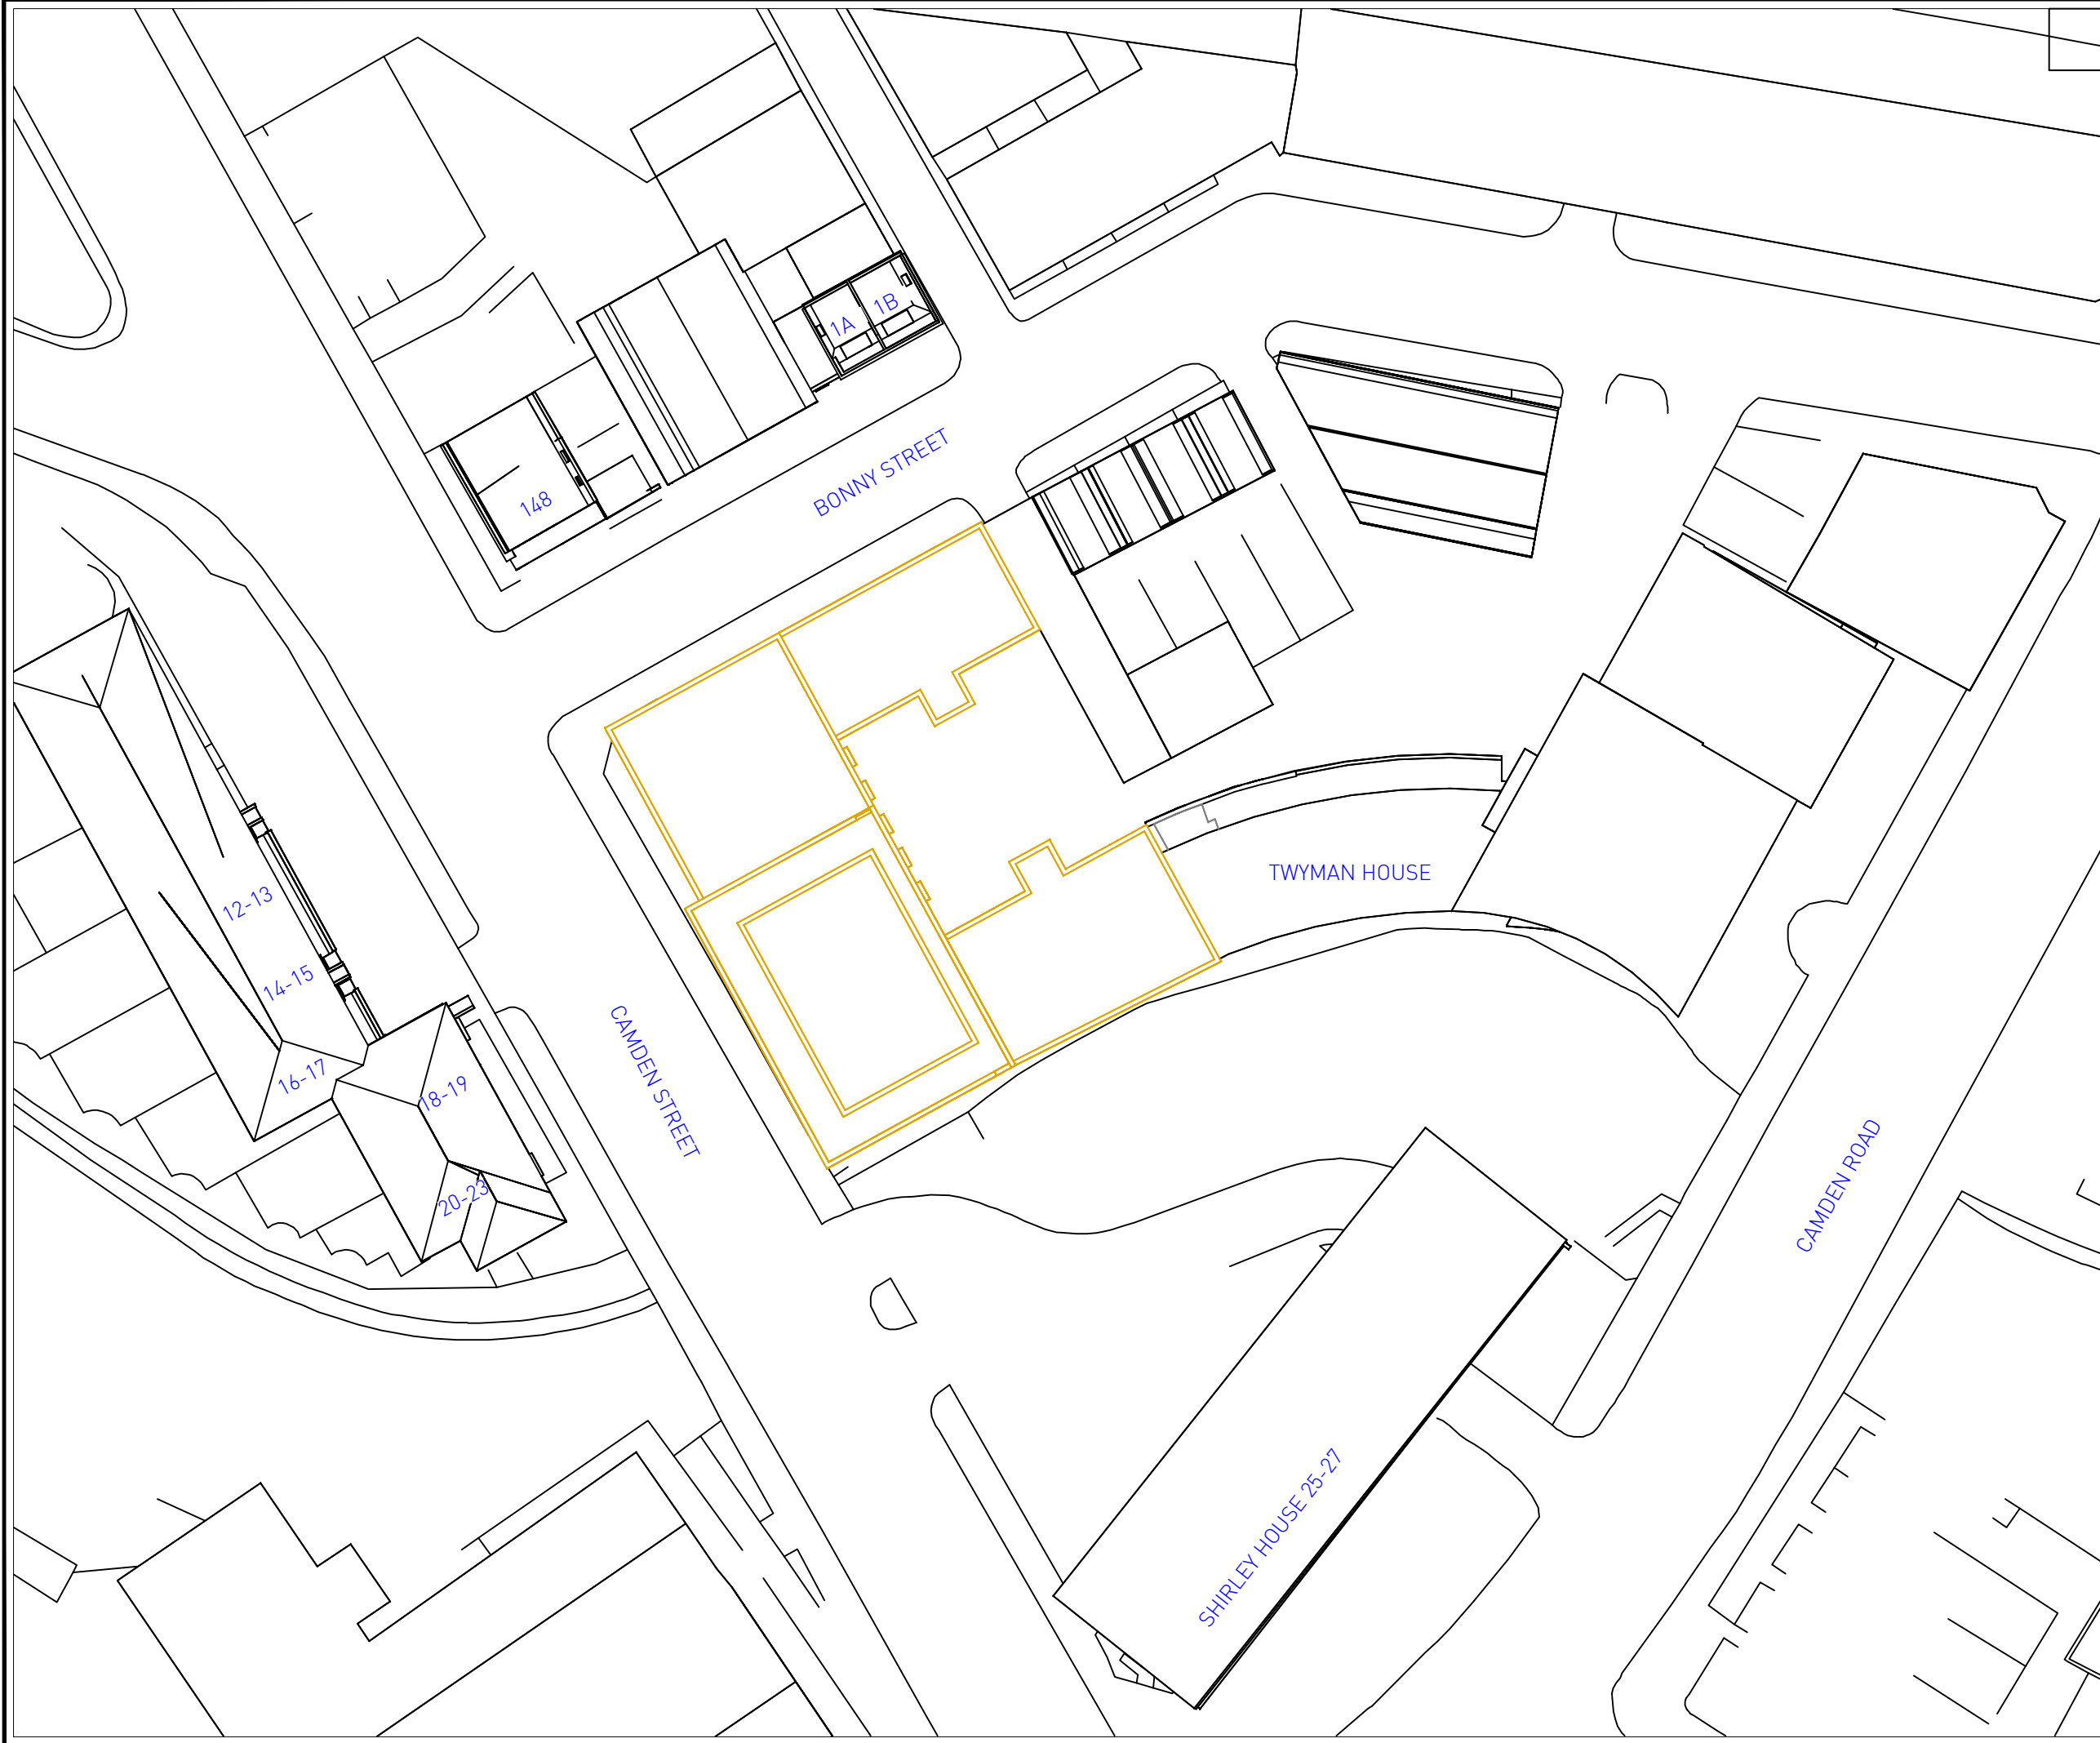 1B
1A
BONNY STREET
148
TWYMAN HOUSE
12-13
14-15
16-17
18-19
20-23
CAMDEN STREET
CAMDEN ROAD
SHIRLEY HOUSE 25-27